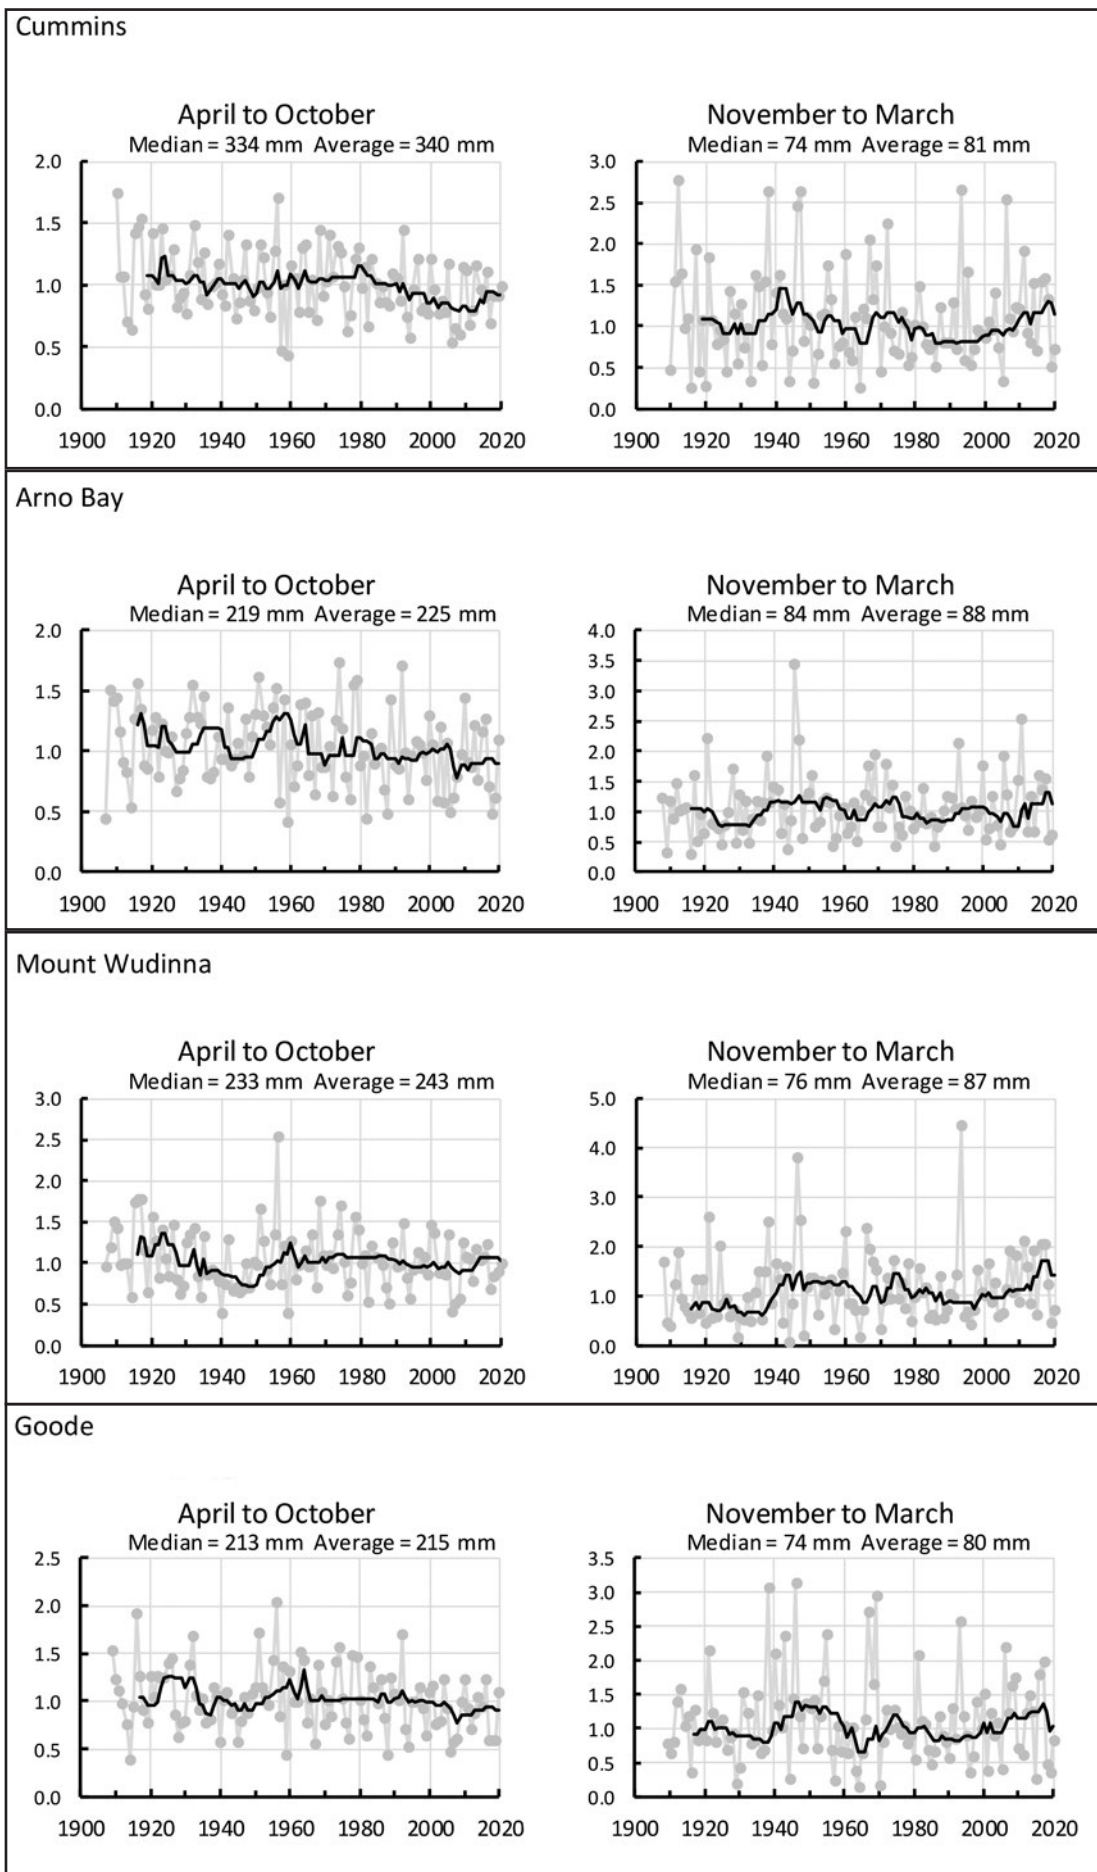 Cummins
April to October
Median = 334 mm Average = 340 mm
2.0
1.5
1.0
0.5
0.0
1900 1920 1940 1960 1980 2000 2020
November to March
Median = 74 mm Average = 81 mm
3.0
2.5
2.0
1.5
1.0
0.5
0.0
1900 1920 1940 1960 1980 2000 2020
Arno Bay
April to October
Median = 219 mm Average = 225 mm
2.0
1.5
1.0
0.5
0.0
1900 1920 1940 1960 1980 2000 2020
November to March
Median = 84 mm Average = 88 mm
4.0
3.5
3.0
2.5
2.0
1.5
1.0
0.5
0.0
1900 1920 1940 1960 1980 2000 2020
Mount Wudinna
April to October
Median = 233 mm Average = 243 mm
3.0
2.5
2.0
1.5
1.0
0.5
0.0
1900 1920 1940 1960 1980 2000 2020
November to March
Median = 76 mm Average = 87 mm
5.0
4.0
3.0
2.0
1.0
0.0
1900 1920 1940 1960 1980 2000 2020
Goode
April to October
Median = 213 mm Average = 215 mm
2.5
2.0
1.5
1.0
0.5
0.0
1900 1920 1940 1960 1980 2000 2020
November to March
Median = 74 mm Average = 80 mm
3.5
3.0
2.5
2.0
1.5
1.0
0.5
0.0
1900 1920 1940 1960 1980 2000 2020